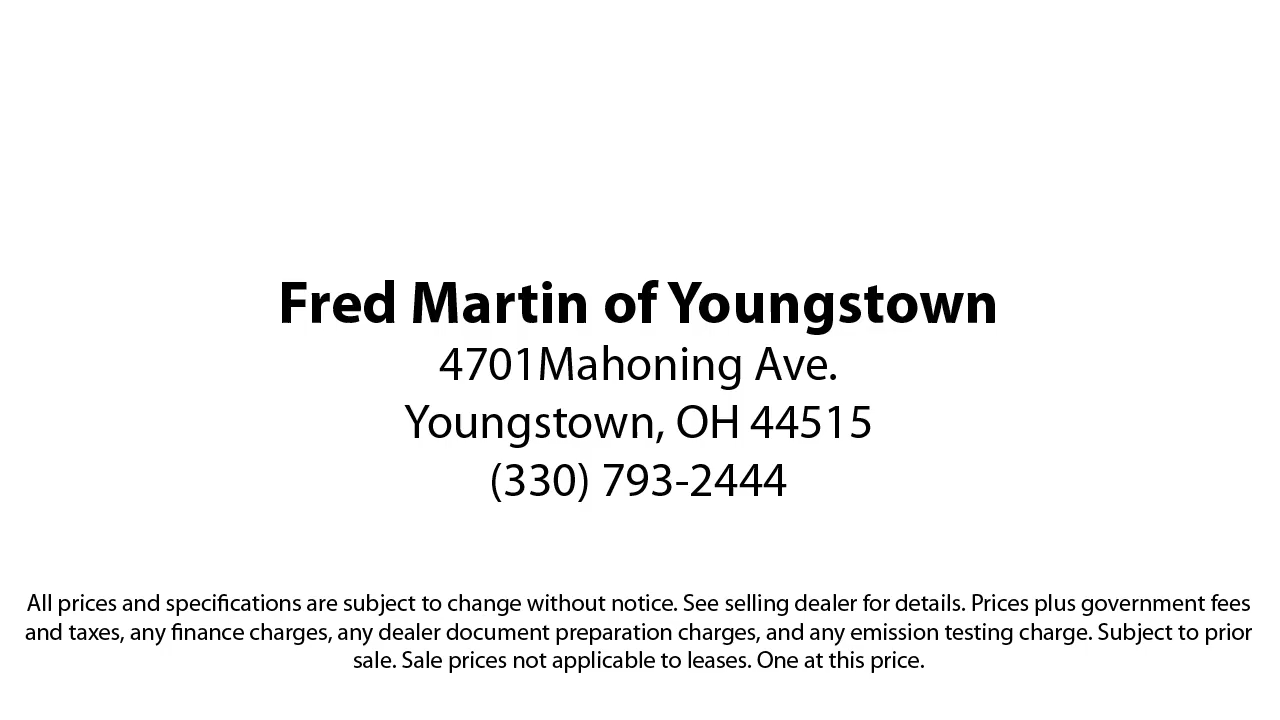 Fred Martin of Youngstown
4701Mahoning Ave.
Youngstown, OH 44515
(330) 793-2444
All prices and specifications are subject to change without notice. See selling dealer for details. Prices plus government fees
and taxes, any finance charges, any dealer document preparation charges, and any emission testing charge. Subject to prior
sale. Sale prices not applicable to leases. One at this price.